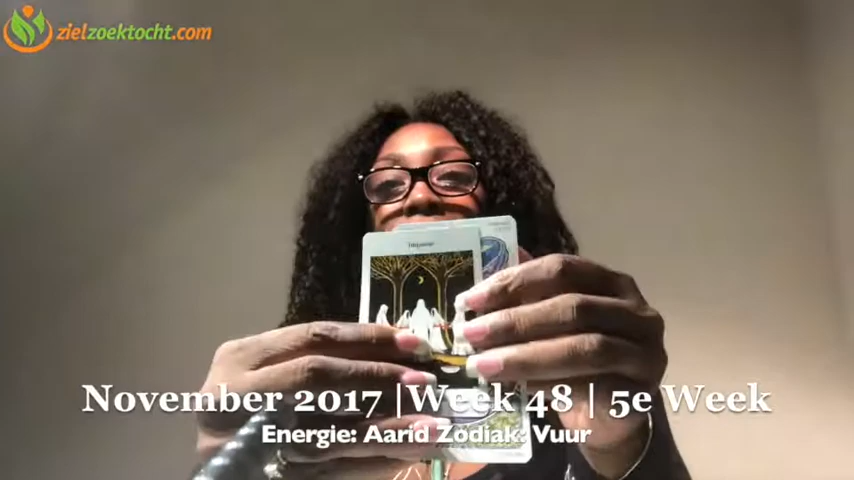 zielzoektocht.com
November 2017 |Week 48 | 5e Week
Energie: Aarid Zodiak: Vuur